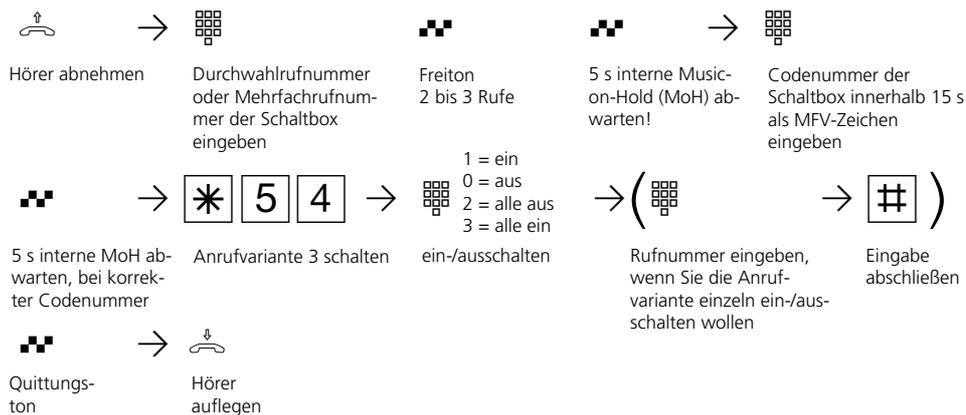 Hörer abnehmen
Durchwahlrufnummer
oder Mehrfachrufnum-
mer der Schaltbox
eingeben
Freiton
2 bis 3 Rufe
5 s interne Music-
on-Hold (MoH) ab-
warten!
Codenummer der
Schaltbox innerhalb 15 s
als MFV-Zeichen
eingeben
* 5 4
1 = ein
0 = aus
2 = alle aus
3 = alle ein
( # )
5 s interne MoH ab-
warten, bei korrek-
ter Codenummer
Anrufvariante 3 schalten
ein-/ausschalten
Rufnummer eingeben,
wenn Sie die Anruf-
variante einzeln ein-/aus-
schalten wollen
Eingabe
abschließen
Quittungs-
ton
Hörer
auflegen